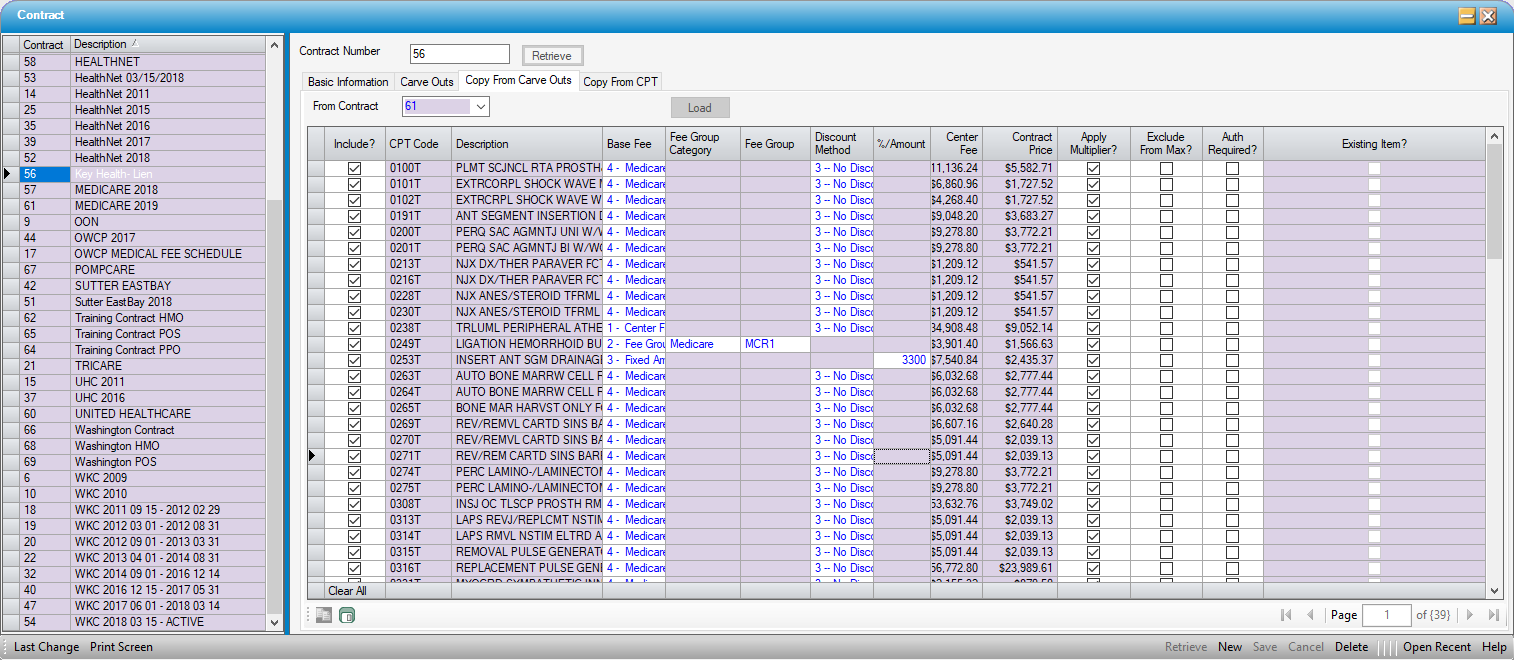 Contract
Contract Description
58 HEALTHNET
53 HealthNet 03/15/2018
14 HealthNet 2011
25 HealthNet 2015
35 HealthNet 2016
39 HealthNet 2017
52 HealthNet 2018
56 Key Health- Lien
57 MEDICARE 2018
61 MEDICARE 2019
9 OON
44 OWCP 2017
17 OWCP MEDICAL FEE SCHEDULE
67 POMPCARE
42 SUTTER EASTBAY
51 Sutter EastBay 2018
62 Training Contract HMO
65 Training Contract POS
64 Training Contract PPO
21 TRICARE
15 UHC 2011
37 UHC 2016
60 UNITED HEALTHCARE
66 Washington Contract
68 Washington HMO
69 Washington POS
6 WKC 2009
10 WKC 2010
18 WKC 2011 09 15 - 2012 02 29
19 WKC 2012 03 01 - 2012 08 31
20 WKC 2012 09 01 - 2013 03 31
22 WKC 2013 04 01 - 2014 08 31
32 WKC 2014 09 01 - 2016 12 14
40 WKC 2016 12 15 - 2017 05 31
47 WKC 2017 06 01 - 2018 03 14
54 WKC 2018 03 15 - ACTIVE
Contract Number 56 Retrieve
Basic Information Carve Outs Copy From Carve Outs Copy From CPT
From Contract 61 Load
Include? CPT Code Description Base Fee Fee Group Category Fee Group Discount Method %/Amount Center Fee Contract Price Apply Multiplier? Exclude From Max? Auth Required? Existing Item?
0100T PLMT SCJNCL RTA PROSTH 4 - Medicare 3 -- No Disc 11,136.24 $5,582.71
0101T EXTRCORPL SHOCK WAVE 4 - Medicare 3 -- No Disc $6,860.96 $1,727.52
0102T EXTRCRPL SHOCK WAVE W 4 - Medicare 3 -- No Disc $4,268.40 $1,727.52
0191T ANT SEGMENT INSERTION 4 - Medicare 3 -- No Disc $9,048.20 $3,683.27
0200T PERQ SAC AGMNTJ UNI W/ 4 - Medicare 3 -- No Disc $9,278.80 $3,772.21
0201T PERQ SAC AGMNTJ BI W/W 4 - Medicare 3 -- No Disc $9,278.80 $3,772.21
0213T NJX DX/THER PARAVER FCT 4 - Medicare 3 -- No Disc $1,209.12 $541.57
0216T NJX DX/THER PARAVER FCT 4 - Medicare 3 -- No Disc $1,209.12 $541.57
0228T NJX ANES/STEROID TFRML 4 - Medicare 3 -- No Disc $1,209.12 $541.57
0230T NJX ANES/STEROID TFRML 4 - Medicare 3 -- No Disc $1,209.12 $541.57
0238T TRLUML PERIPHERAL ATHE 1 - Center F 3 -- No Disc 34,908.48 $9,052.14
0249T LIGATION HEMORRHOID BU 2 - Fee Grou Medicare MCR1 $3,901.40 $1,566.63
0253T INSERT ANT SGM DRAINAG 3 - Fixed Am 3300 $7,540.84 $2,435.37
0263T AUTO BONE MARRW CELL 4 - Medicare 3 -- No Disc $6,032.68 $2,777.44
0264T AUTO BONE MARRW CELL 4 - Medicare 3 -- No Disc $6,032.68 $2,777.44
0265T BONE MAR HARVST ONLY 4 - Medicare 3 -- No Disc $6,032.68 $2,777.44
0269T REV/REMVL CARTD SINS BA 4 - Medicare 3 -- No Disc $6,607.16 $2,640.28
0270T REV/REMVL CARTD SINS BA 4 - Medicare 3 -- No Disc $5,091.44 $2,039.13
0271T REV/REM CARTD SINS BAR 4 - Medicare 3 -- No Disc $5,091.44 $2,039.13
0274T PERC LAMINO-/LAMINECTO 4 - Medicare 3 -- No Disc $9,278.80 $3,772.21
0275T PERC LAMINO-/LAMINECTO 4 - Medicare 3 -- No Disc $9,278.80 $3,772.21
0308T INSJ OC TLSCP PROSTH RM 4 - Medicare 3 -- No Disc 53,632.76 $3,749.02
0313T LAPS REVJ/REPLCMT NSTIM 4 - Medicare 3 -- No Disc $5,091.44 $2,039.13
0314T LAPS RMVL NSTIM ELTRD A 4 - Medicare 3 -- No Disc $5,091.44 $2,039.13
0315T REMOVAL PULSE GENERAT 4 - Medicare 3 -- No Disc $5,091.44 $2,039.13
0316T REPLACEMENT PULSE GEN 4 - Medicare 3 -- No Disc 56,772.80 $23,989.61
Clear All
Page 1 of {39}
Last Change Print Screen Retrieve New Save Cancel Delete Open Recent Help